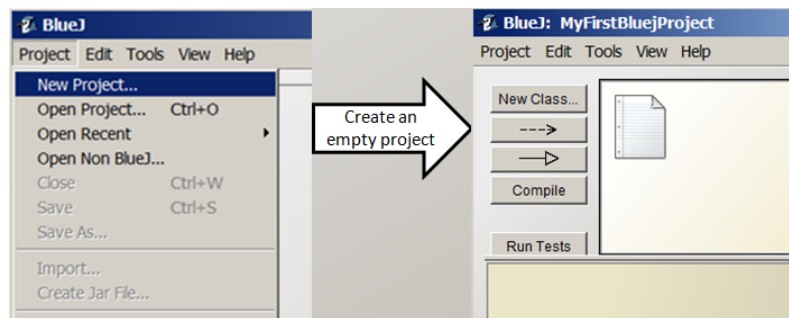 BlueJ
Project Edit Tools View Help
New Project...
Open Project... Ctrl+O
Open Recent
Open Non BlueJ...
Close Ctrl+W
Save Ctrl+S
Save As...
Import...
Create Jar File...
Create an
empty project
BlueJ: MyFirstBluejProject
Project Edit Tools View Help
New Class...
Compile
Run Tests